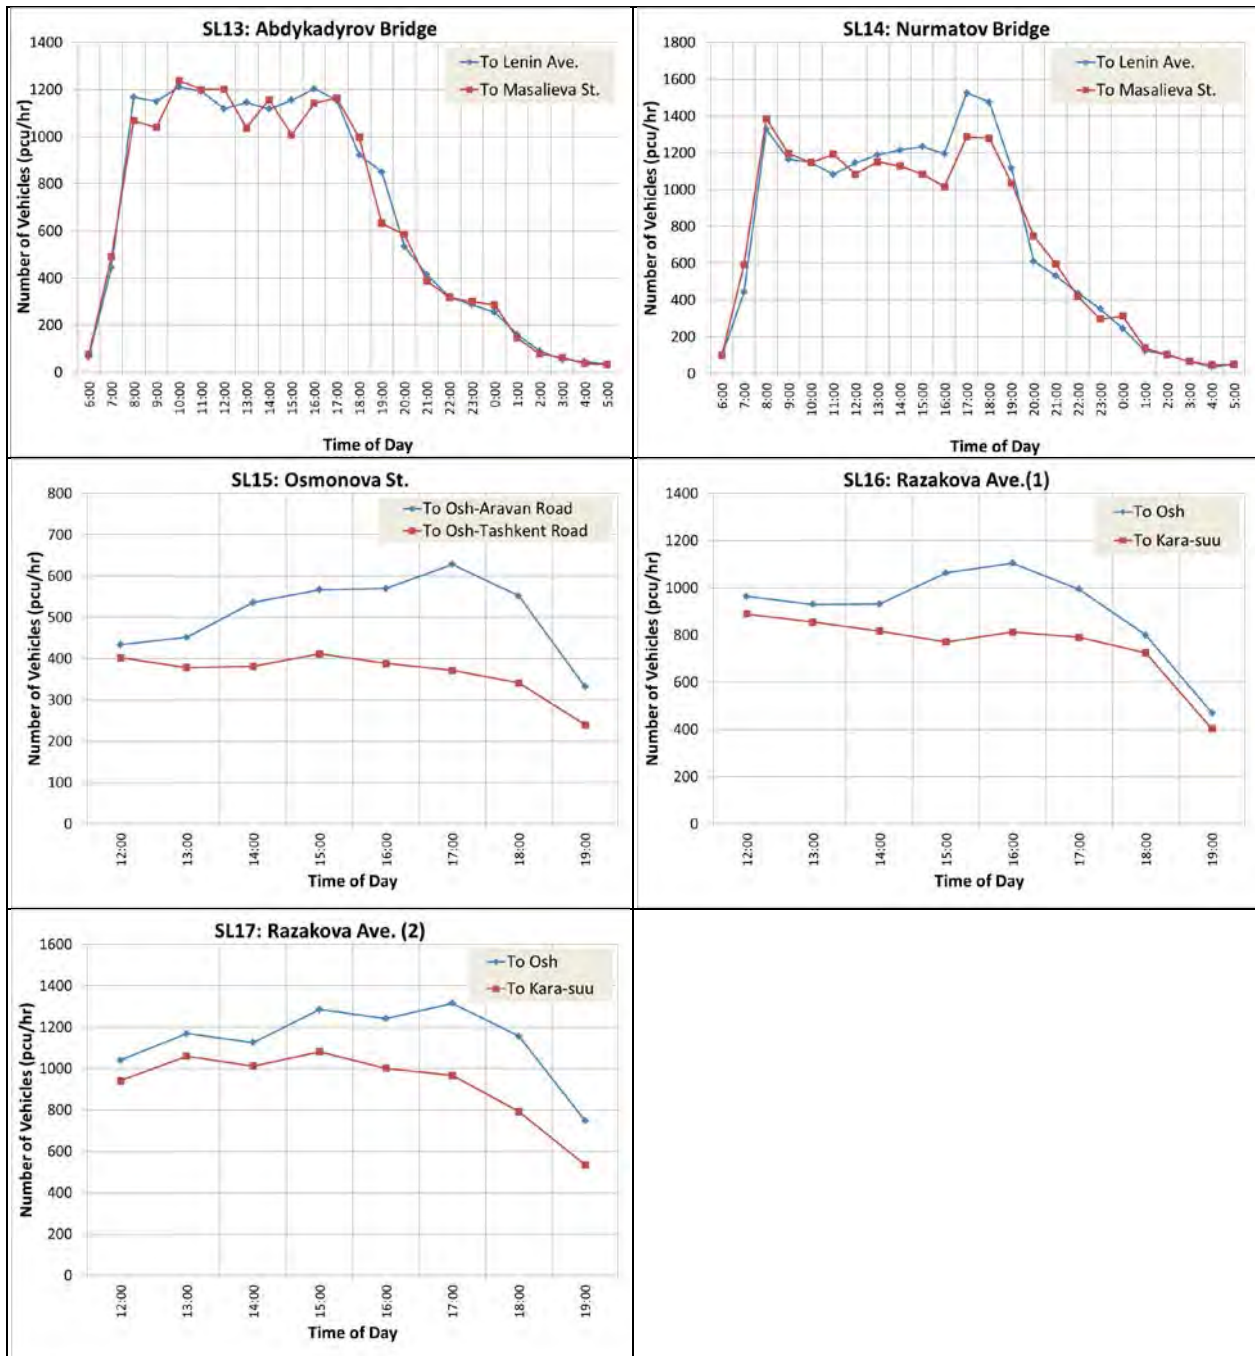 SL13: Abdykadyrov Bridge
To Lenin Ave.
To Masalieva St.
Number of Vehicles (pcu/hr)
1400
1200
1000
800
600
400
200
0
6:00 7:00 8:00 9:00 10:00 11:00 12:00 13:00 14:00 15:00 16:00 17:00 18:00 19:00 20:00 21:00 22:00 23:00 0:00 1:00 2:00 3:00 4:00 5:00
Time of Day
SL14: Nurmatov Bridge
To Lenin Ave.
To Masalieva St.
Number of Vehicles (pcu/hr)
1800
1600
1400
1200
1000
800
600
400
200
0
6:00 7:00 8:00 9:00 10:00 11:00 12:00 13:00 14:00 15:00 16:00 17:00 18:00 19:00 20:00 21:00 22:00 23:00 0:00 1:00 2:00 3:00 4:00 5:00
Time of Day
SL15: Osmonova St.
To Osh-Aravan Road
To Osh-Tashkent Road
Number of Vehicles (pcu/hr)
800
700
600
500
400
300
200
100
0
12:00 13:00 14:00 15:00 16:00 17:00 18:00 19:00
Time of Day
SL16: Razakova Ave.(1)
To Osh
To Kara-suu
Number of Vehicles (pcu/hr)
1400
1200
1000
800
600
400
200
0
12:00 13:00 14:00 15:00 16:00 17:00 18:00 19:00
Time of Day
SL17: Razakova Ave. (2)
To Osh
To Kara-suu
Number of Vehicles (pcu/hr)
1600
1400
1200
1000
800
600
400
200
0
12:00 13:00 14:00 15:00 16:00 17:00 18:00 19:00
Time of Day